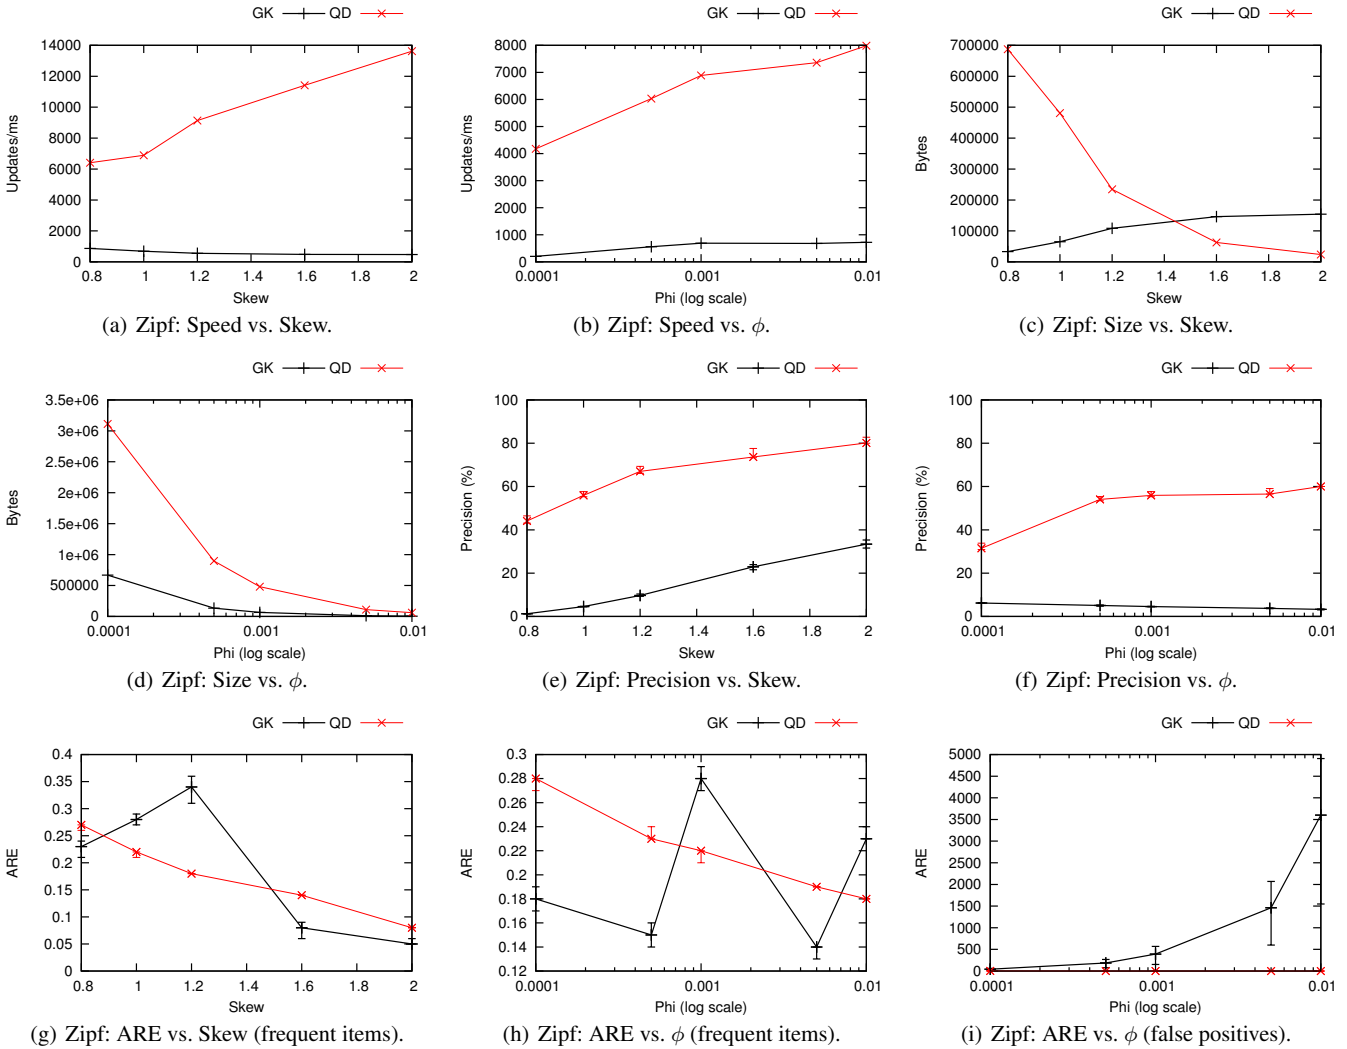 GK QD
14000
12000
10000
8000
6000
4000
2000
0
Updates/ms
0.8 1 1.2 1.4 1.6 1.8 2
Skew
(a) Zipf: Speed vs. Skew.
GK QD
8000
7000
6000
5000
4000
3000
2000
1000
0
Updates/ms
0.0001 0.001 0.01
Phi (log scale)
(b) Zipf: Speed vs. ϕ.
GK QD
700000
600000
500000
400000
300000
200000
100000
0
Bytes
0.8 1 1.2 1.4 1.6 1.8 2
Skew
(c) Zipf: Size vs. Skew.
GK QD
3.5e+06
3e+06
2.5e+06
2e+06
1.5e+06
1e+06
500000
0
Bytes
0.0001 0.001 0.01
Phi (log scale)
(d) Zipf: Size vs. ϕ.
GK QD
100
80
60
40
20
0
Precision (%)
0.8 1 1.2 1.4 1.6 1.8 2
Skew
(e) Zipf: Precision vs. Skew.
GK QD
100
80
60
40
20
0
Precision (%)
0.0001 0.001 0.01
Phi (log scale)
(f) Zipf: Precision vs. ϕ.
GK QD
0.4
0.35
0.3
0.25
0.2
0.15
0.1
0.05
0
ARE
0.8 1 1.2 1.4 1.6 1.8 2
Skew
(g) Zipf: ARE vs. Skew (frequent items).
GK QD
0.3
0.28
0.26
0.24
0.22
0.2
0.18
0.16
0.14
0.12
ARE
0.0001 0.001 0.01
Phi (log scale)
(h) Zipf: ARE vs. ϕ (frequent items).
GK QD
5000
4500
4000
3500
3000
2500
2000
1500
1000
500
0
ARE
0.0001 0.001 0.01
Phi (log scale)
(i) Zipf: ARE vs. ϕ (false positives).